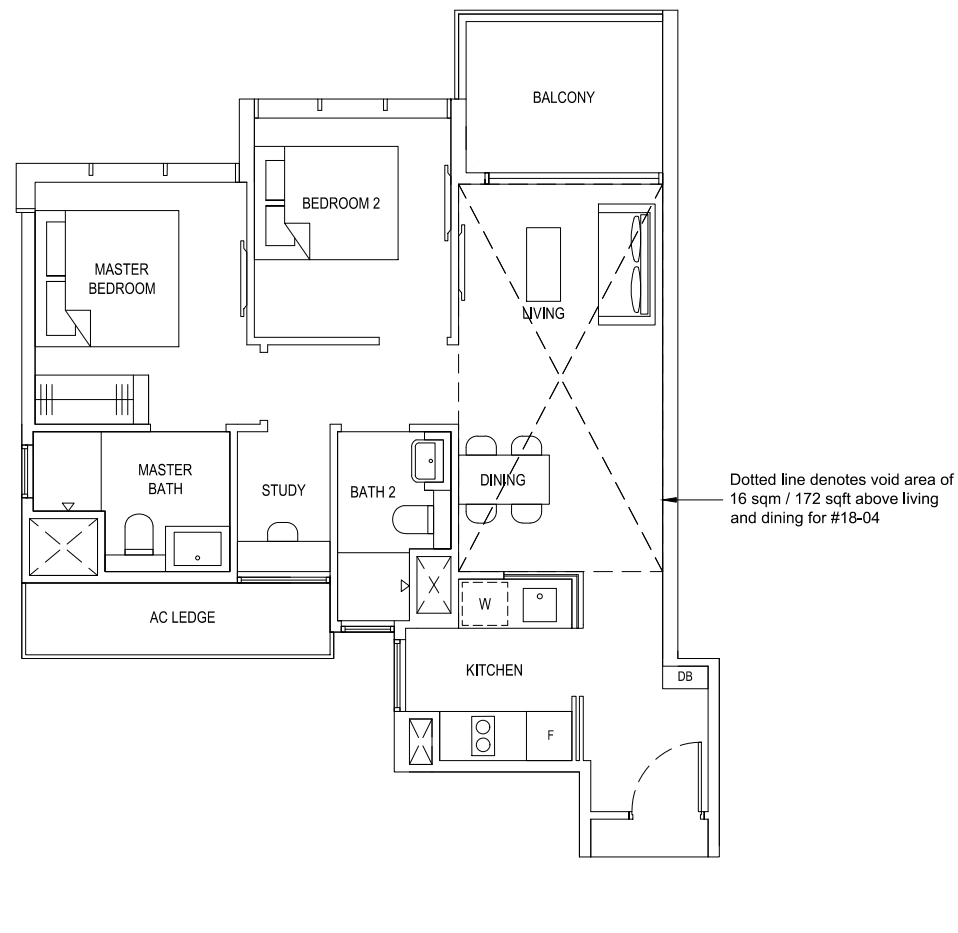 BALCONY
BEDROOM 2
MASTER
BEDROOM
LIVING
MASTER
BATH
STUDY
BATH 2
DINING
Dotted line denotes void area of
16 sqm / 172 sqft above living
and dining for #18-04
X
W
AC LEDGE
KITCHEN
DB
F